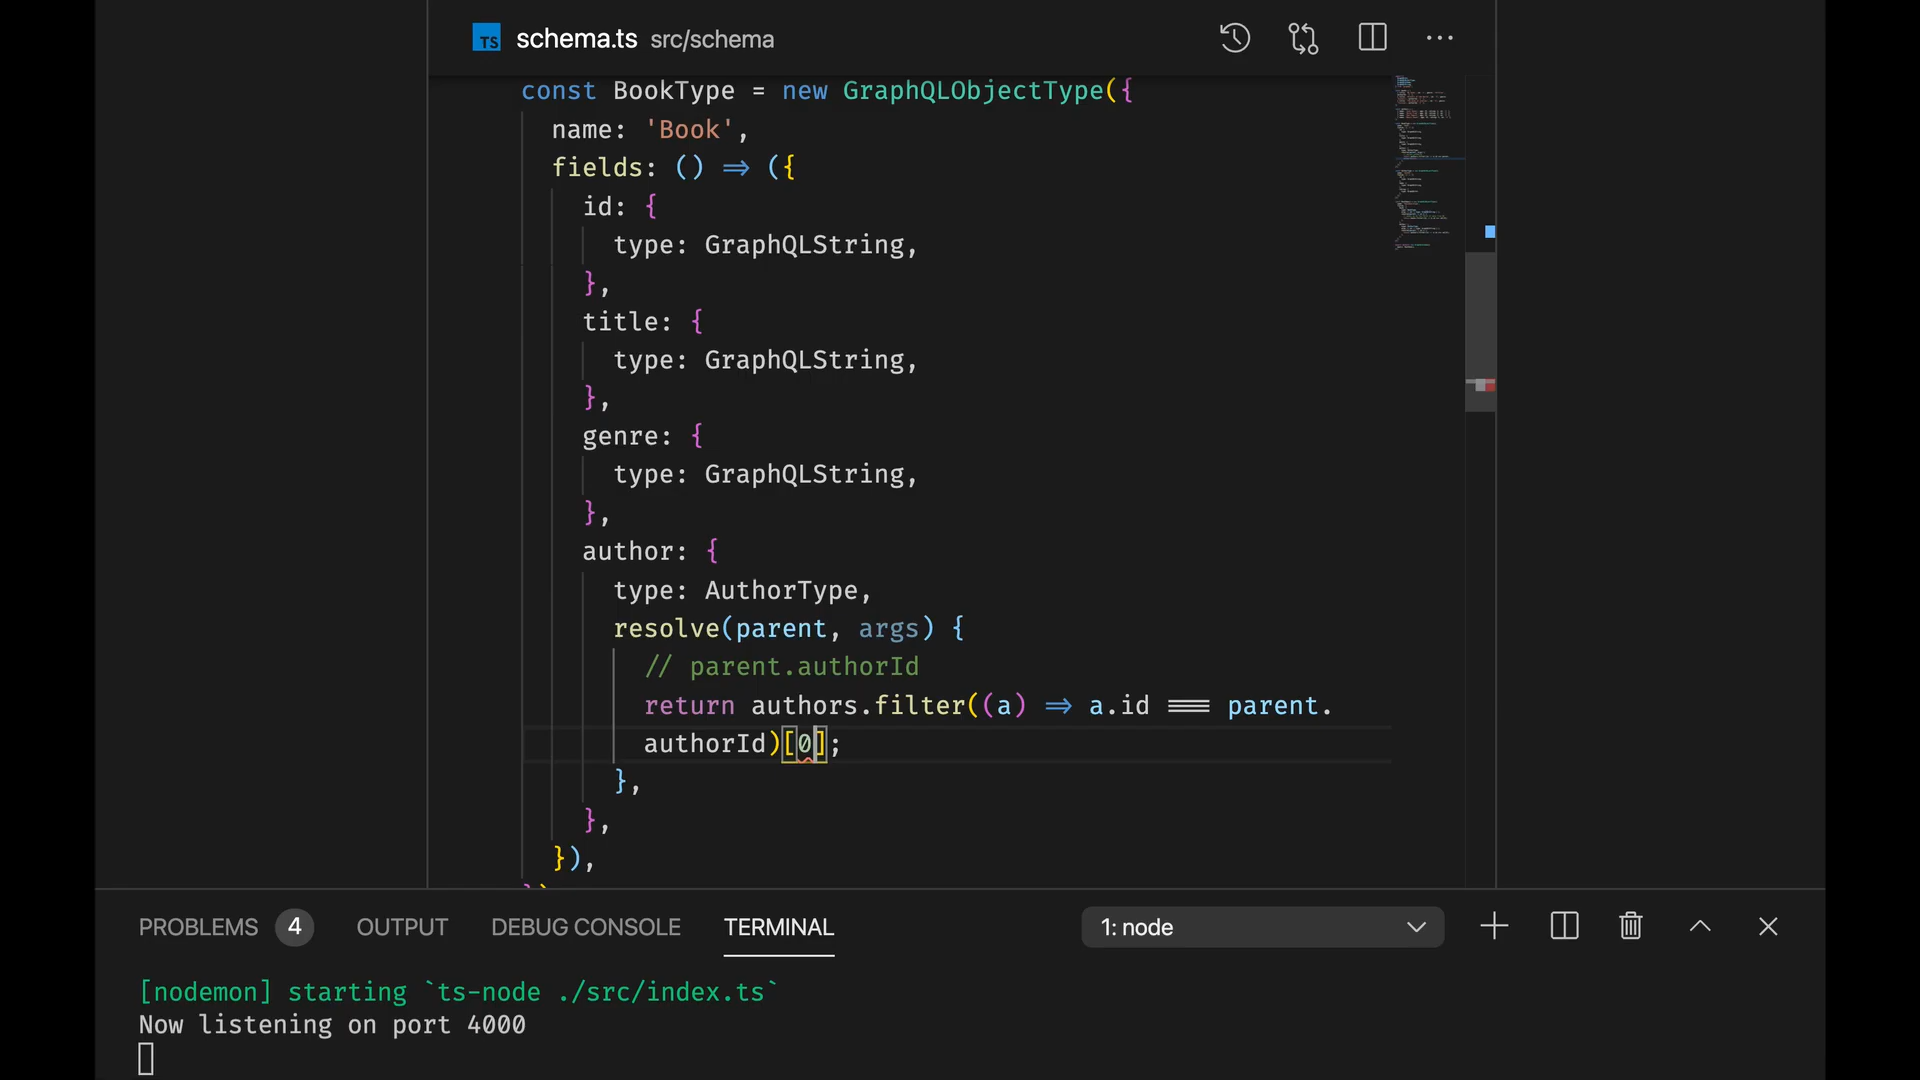 TS schema.ts src/schema
const BookType = new GraphQLObjectType({
name: 'Book',
fields: () => ({
id: {
type: GraphQLString,
},
title: {
type: GraphQLString,
},
genre: {
type: GraphQLString,
},
author: {
type: AuthorType,
resolve(parent, args) {
// parent.authorId
return authors.filter((a) => a.id === parent.
authorId)[0];
},
},
}),
PROBLEMS 4 OUTPUT DEBUG CONSOLE TERMINAL 1: node
[nodemon] starting `ts-node ./src/index.ts`
Now listening on port 4000